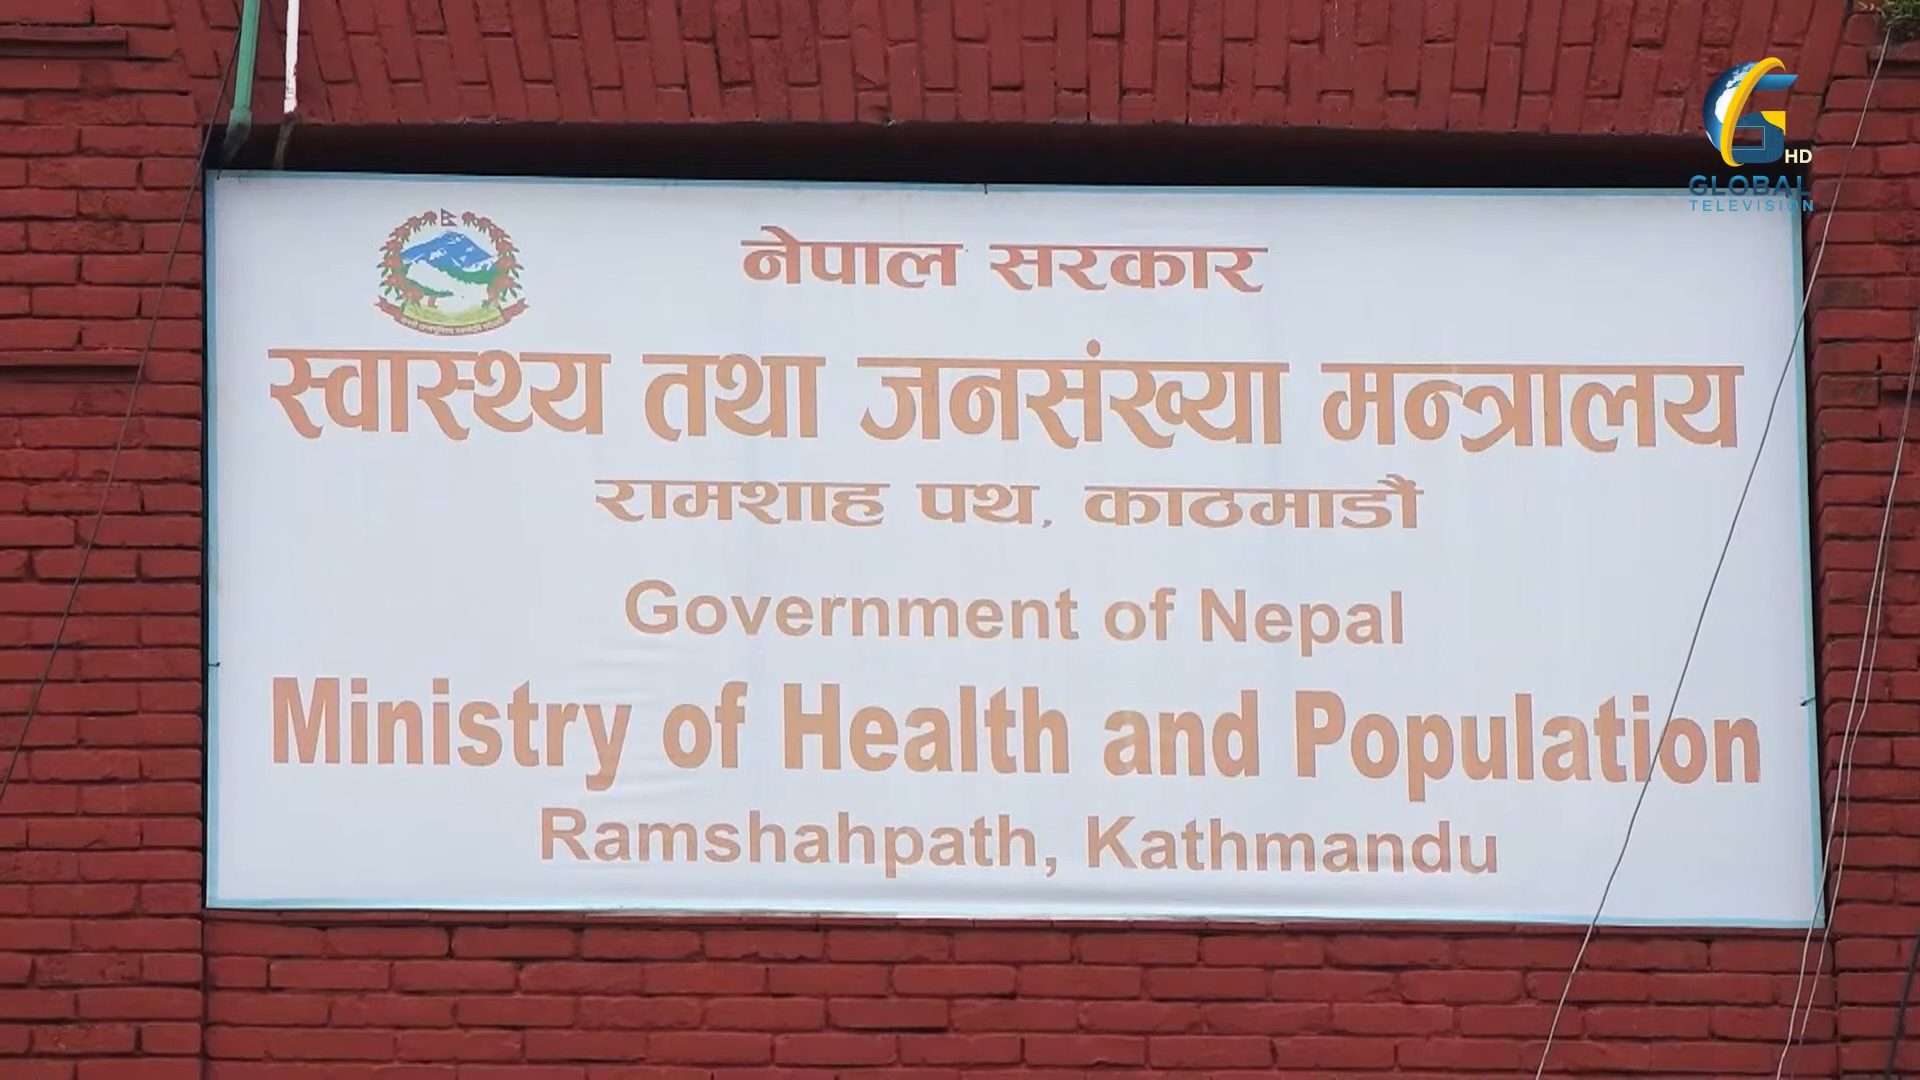 नेपाल सरकार
स्वास्थ्य तथा जनसंख्या मन्त्रालय
रामशाह पथ, काठमाडौं
Government of Nepal
Ministry of Health and Population
Ramshahpath, Kathmandu
HD
GLOBAL
TELEVISION